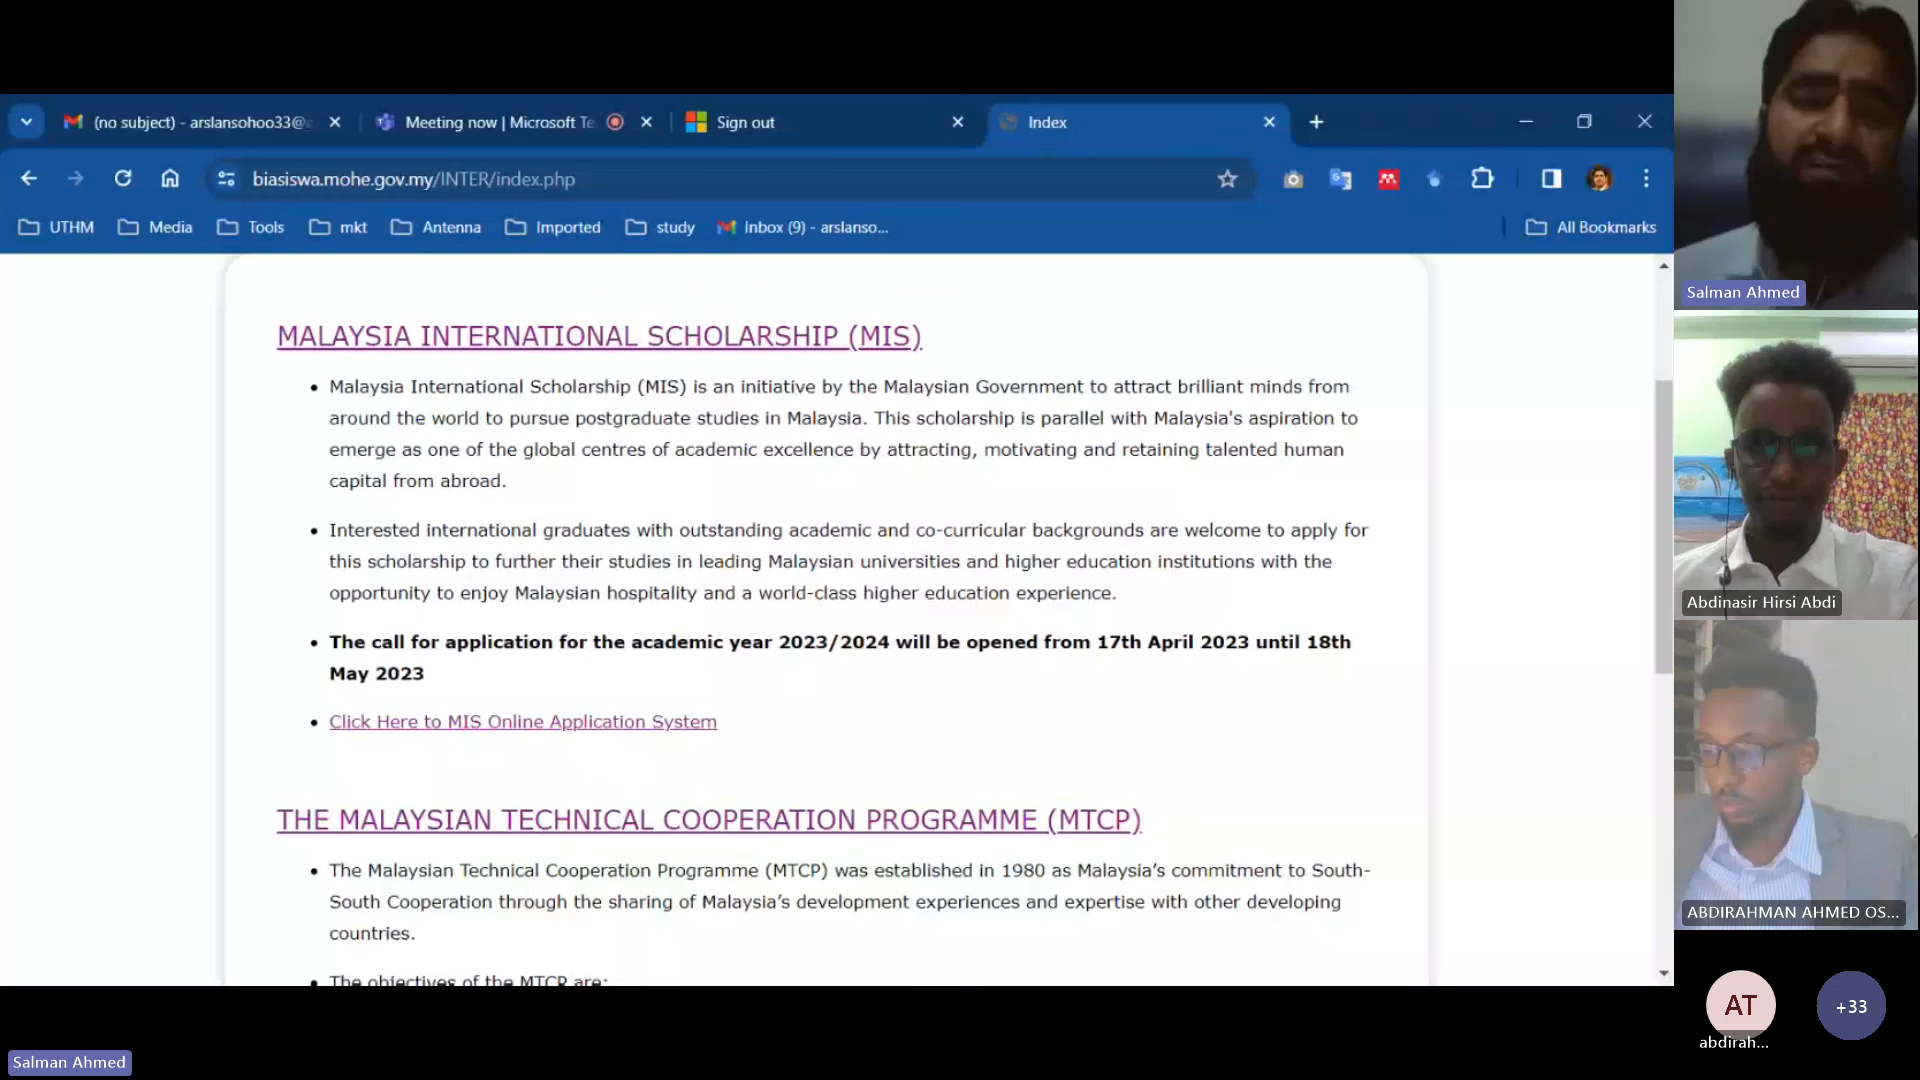 (no subject) - arslansohoo33@
Meeting now | Microsoft Te
Sign out
Index
biasiswa.mohe.gov.my/INTER/index.php
UTHM
Media
Tools
mkt
Antenna
Imported
study
Inbox (9) - arslanso...
All Bookmarks
MALAYSIA INTERNATIONAL SCHOLARSHIP (MIS)
• Malaysia International Scholarship (MIS) is an initiative by the Malaysian Government to attract brilliant minds from
around the world to pursue postgraduate studies in Malaysia. This scholarship is parallel with Malaysia's aspiration to
emerge as one of the global centres of academic excellence by attracting, motivating and retaining talented human
capital from abroad.
• Interested international graduates with outstanding academic and co-curricular backgrounds are welcome to apply for
this scholarship to further their studies in leading Malaysian universities and higher education institutions with the
opportunity to enjoy Malaysian hospitality and a world-class higher education experience.
• The call for application for the academic year 2023/2024 will be opened from 17th April 2023 until 18th
May 2023
• Click Here to MIS Online Application System
THE MALAYSIAN TECHNICAL COOPERATION PROGRAMME (MTCP)
• The Malaysian Technical Cooperation Programme (MTCP) was established in 1980 as Malaysia’s commitment to South-
South Cooperation through the sharing of Malaysia’s development experiences and expertise with other developing
countries.
• The objectives of the MTCP are:
Salman Ahmed
Abdinasir Hirsi Abdi
ABDIRAHMAN AHMED OS...
AT
abdirah...
+33
Salman Ahmed